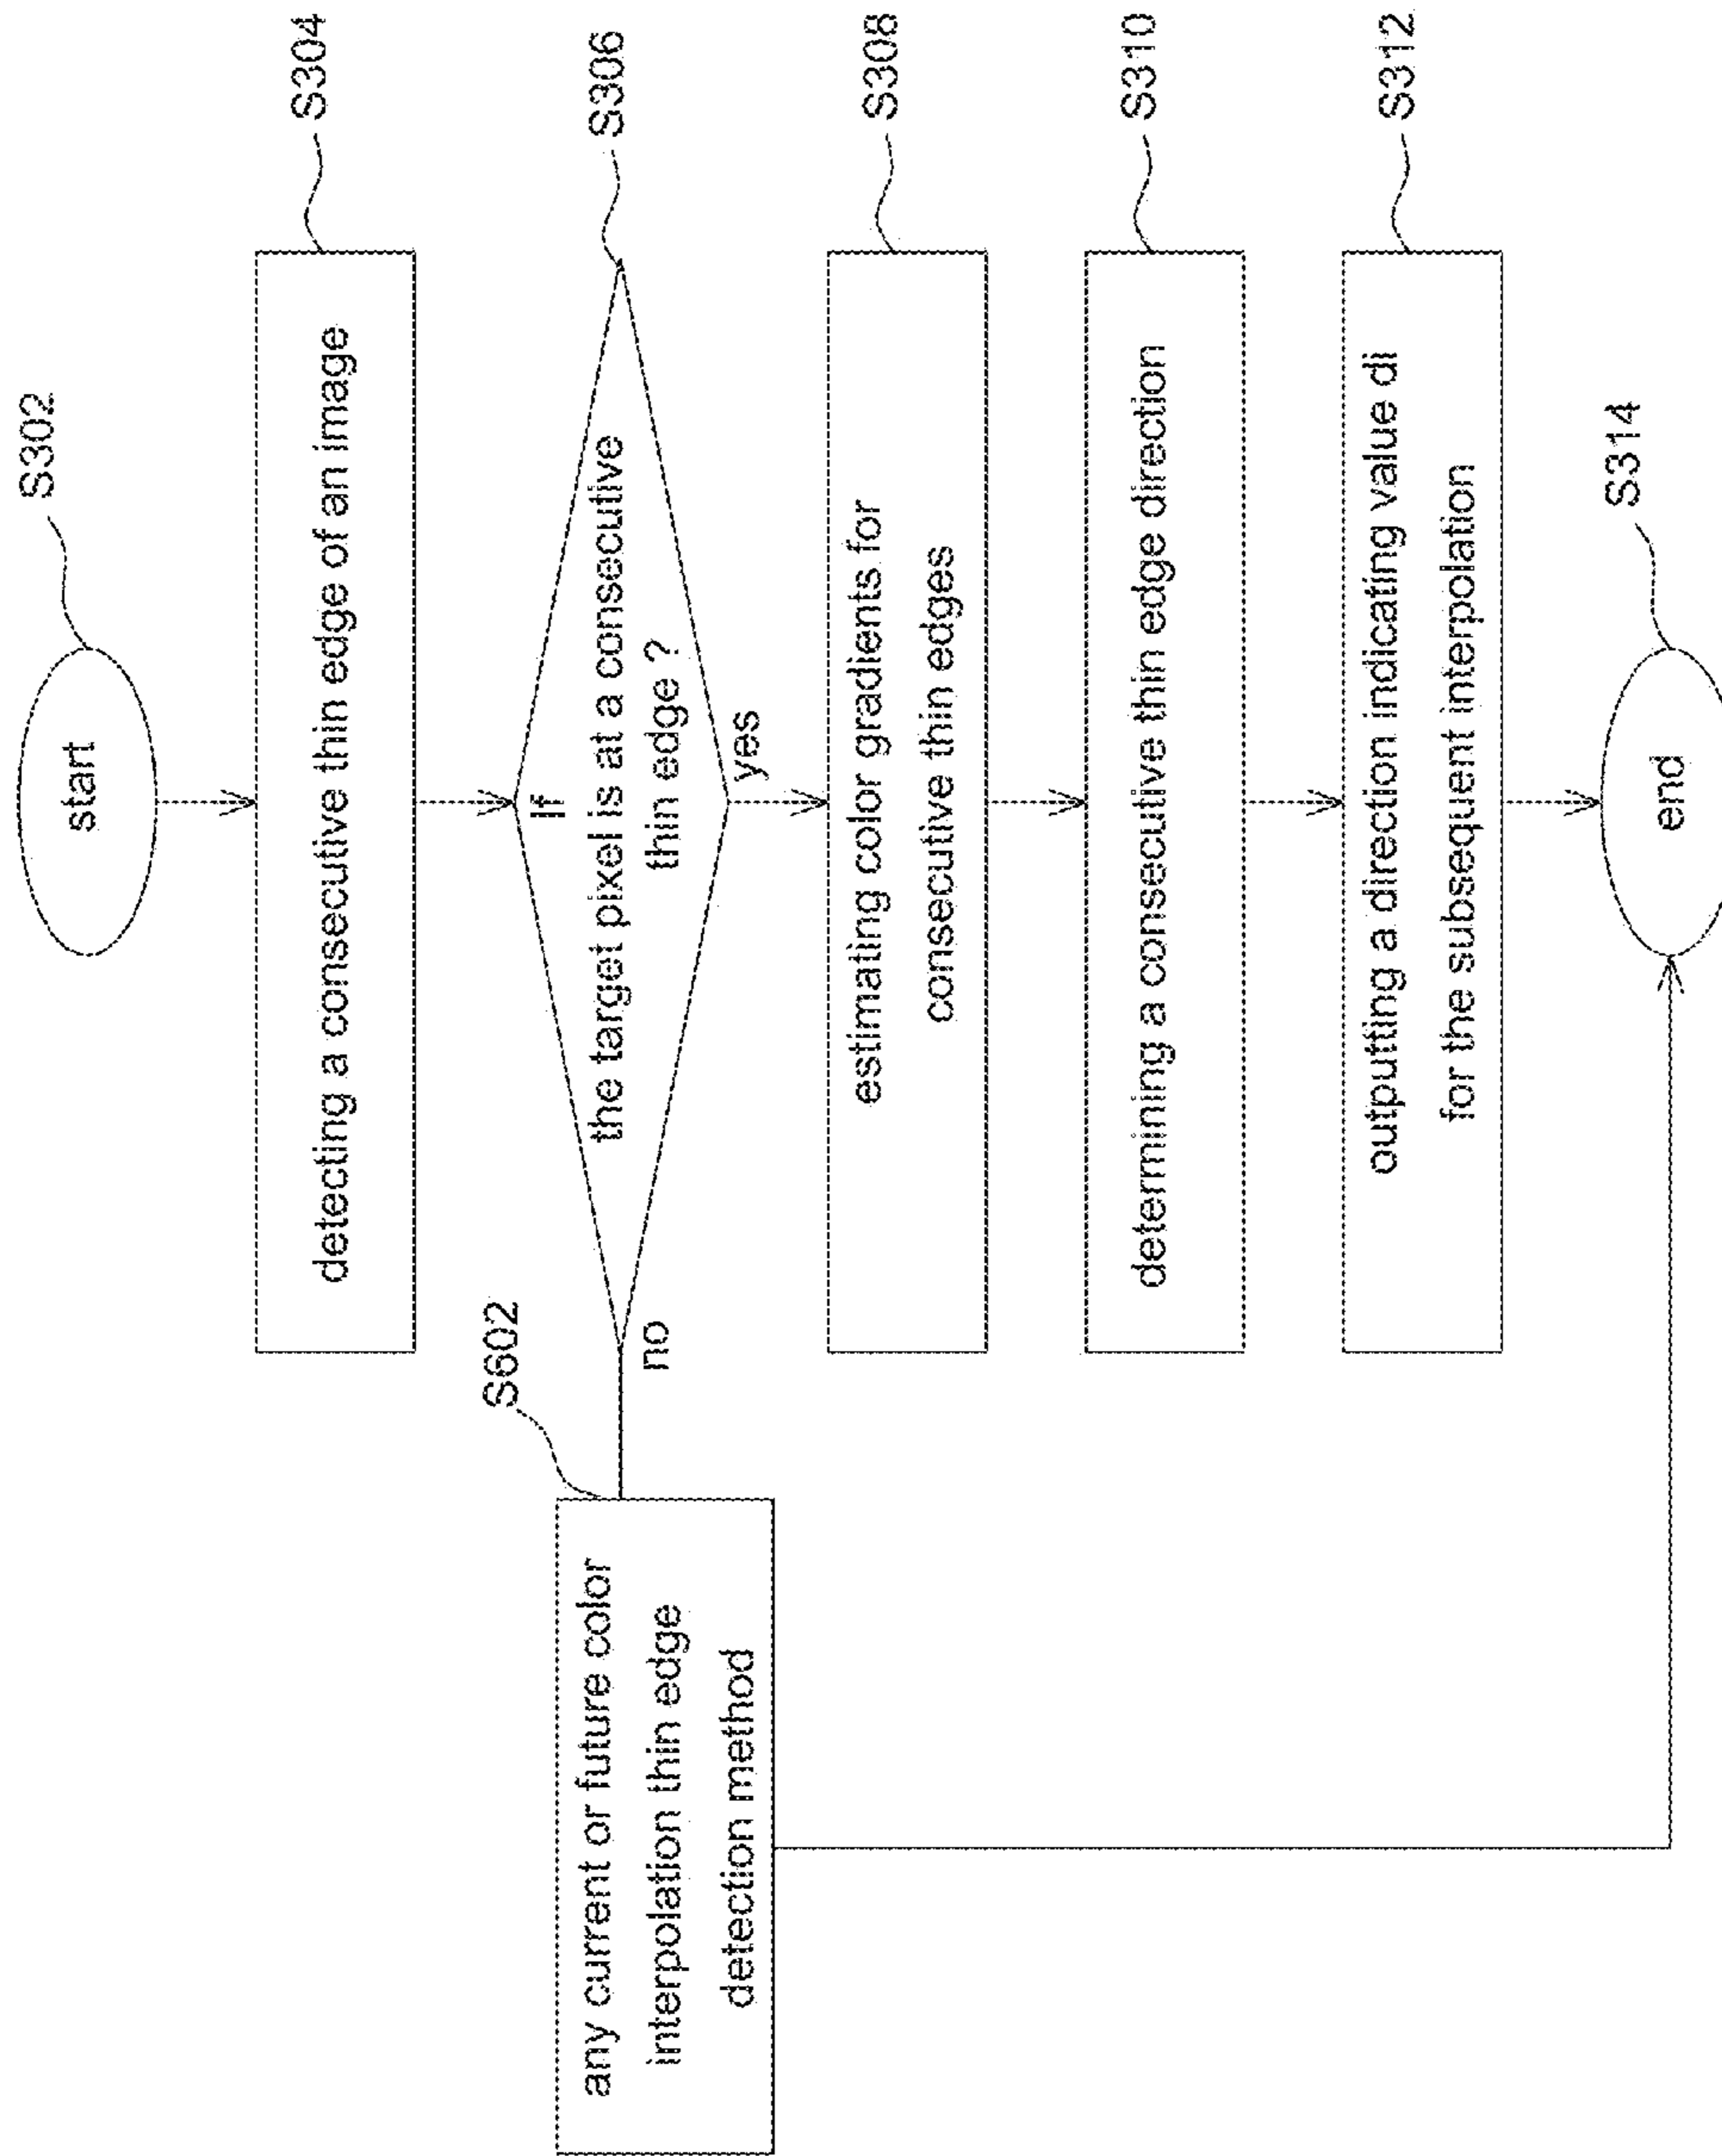 start
S302
detecting a consecutive thin edge of an image
S304
If
the target pixel is at a consecutive
thin edge ?
S306
yes
no
S602
any current or future color
interpolation thin edge
detection method
estimating color gradients for
consecutive thin edges
S308
determining a consecutive thin edge direction
S310
outputting a direction indicating value di
for the subsequent interpolation
S312
end
S314